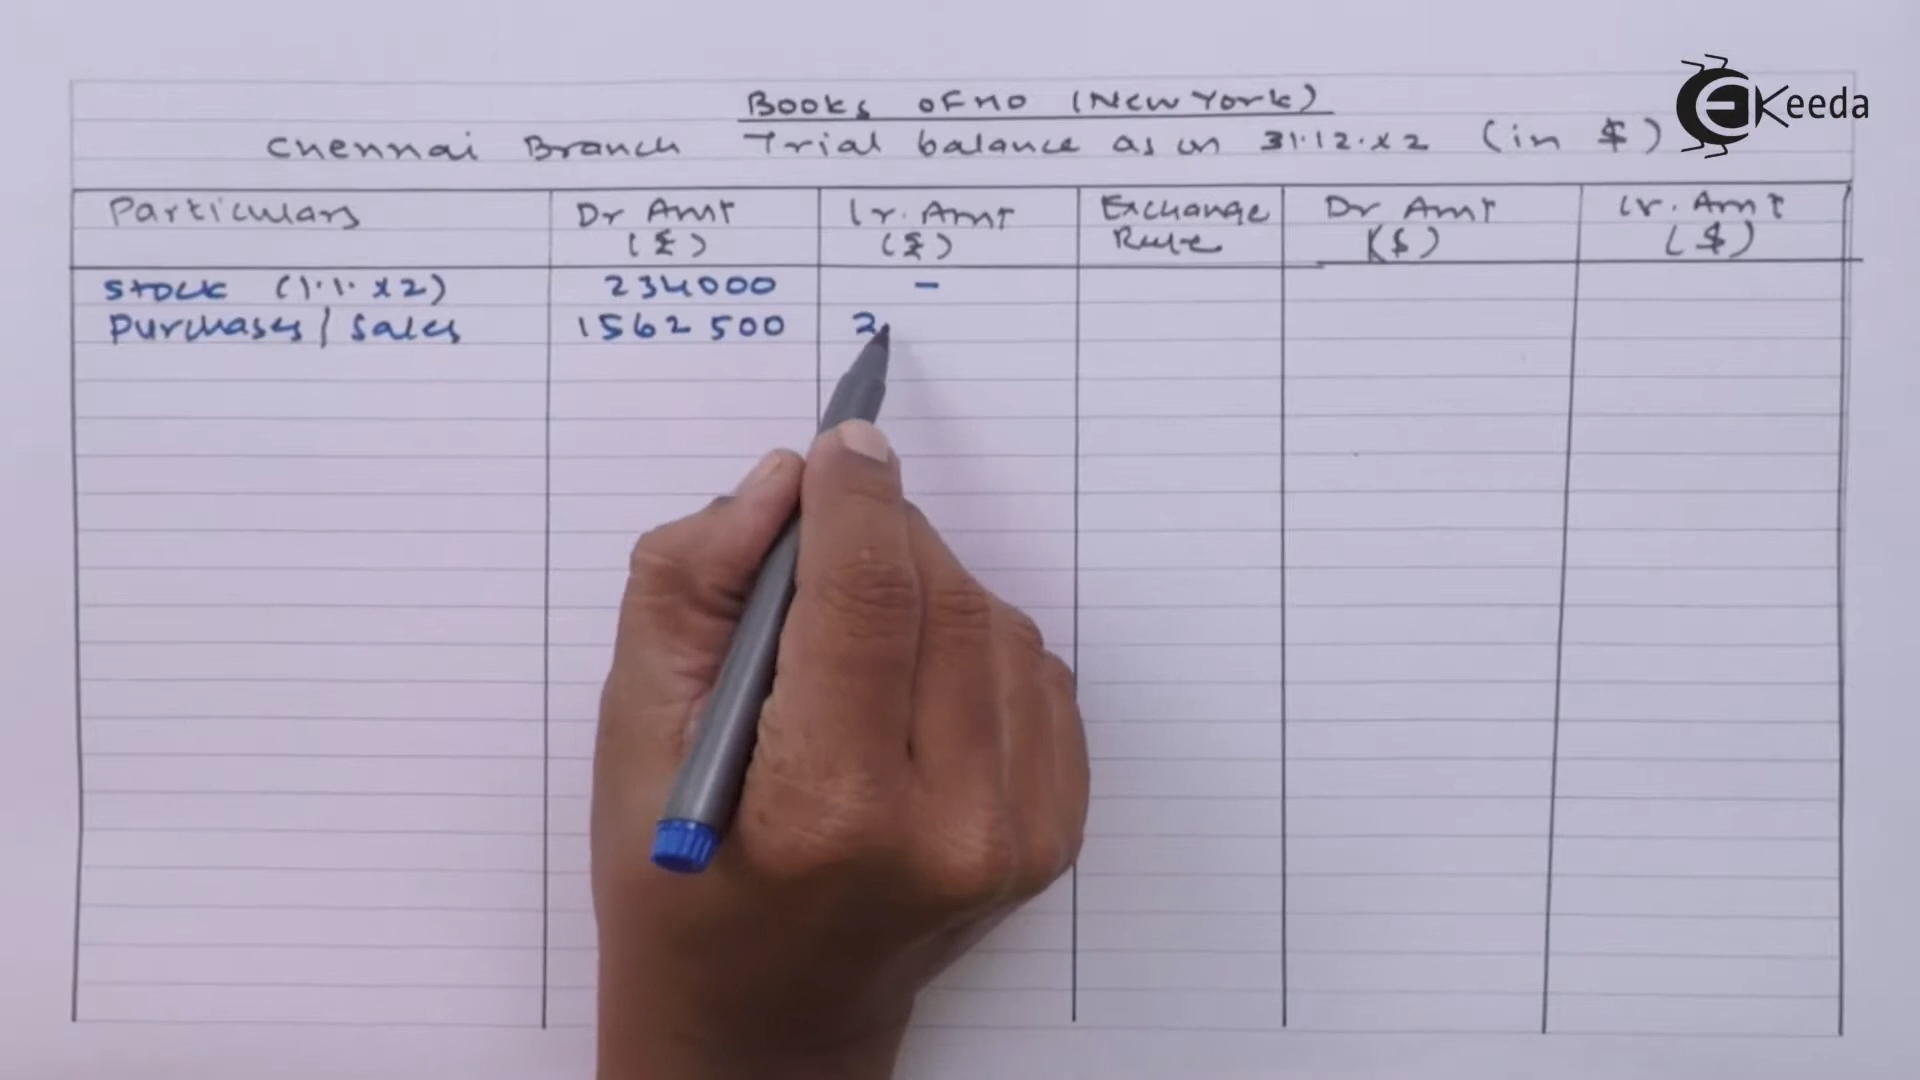 Books of HO (New York)
Keeda
Chennai Branch Trial balance as on 31.12.x2 (in $)
Particulars Dr Amt (₹) Cr. Amt (₹) Exchange Rate Dr Amt ($) Cr. Amt ($)
Stock (1.1.x2) 234000 -
Purchases / Sales 1562500 2